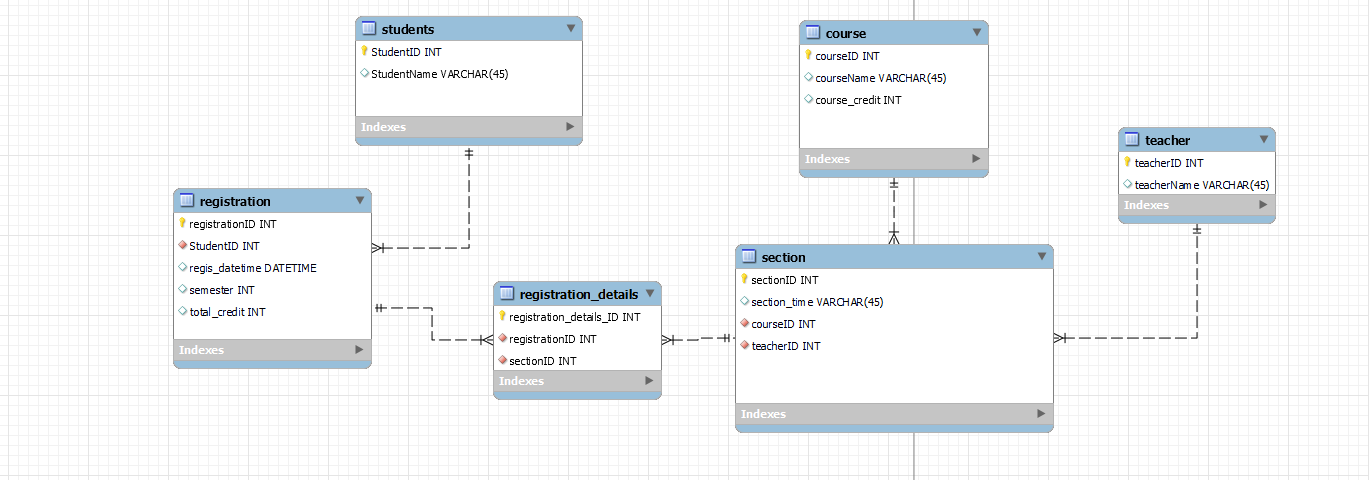 students
StudentID INT
StudentName VARCHAR(45)
Indexes
course
courseID INT
courseName VARCHAR(45)
course_credit INT
Indexes
teacher
teacherID INT
teacherName VARCHAR(45)
Indexes
registration
registrationID INT
StudentID INT
regis_datetime DATETIME
semester INT
total_credit INT
Indexes
registration_details
registration_details_ID INT
registrationID INT
sectionID INT
Indexes
section
sectionID INT
section_time VARCHAR(45)
courseID INT
teacherID INT
Indexes